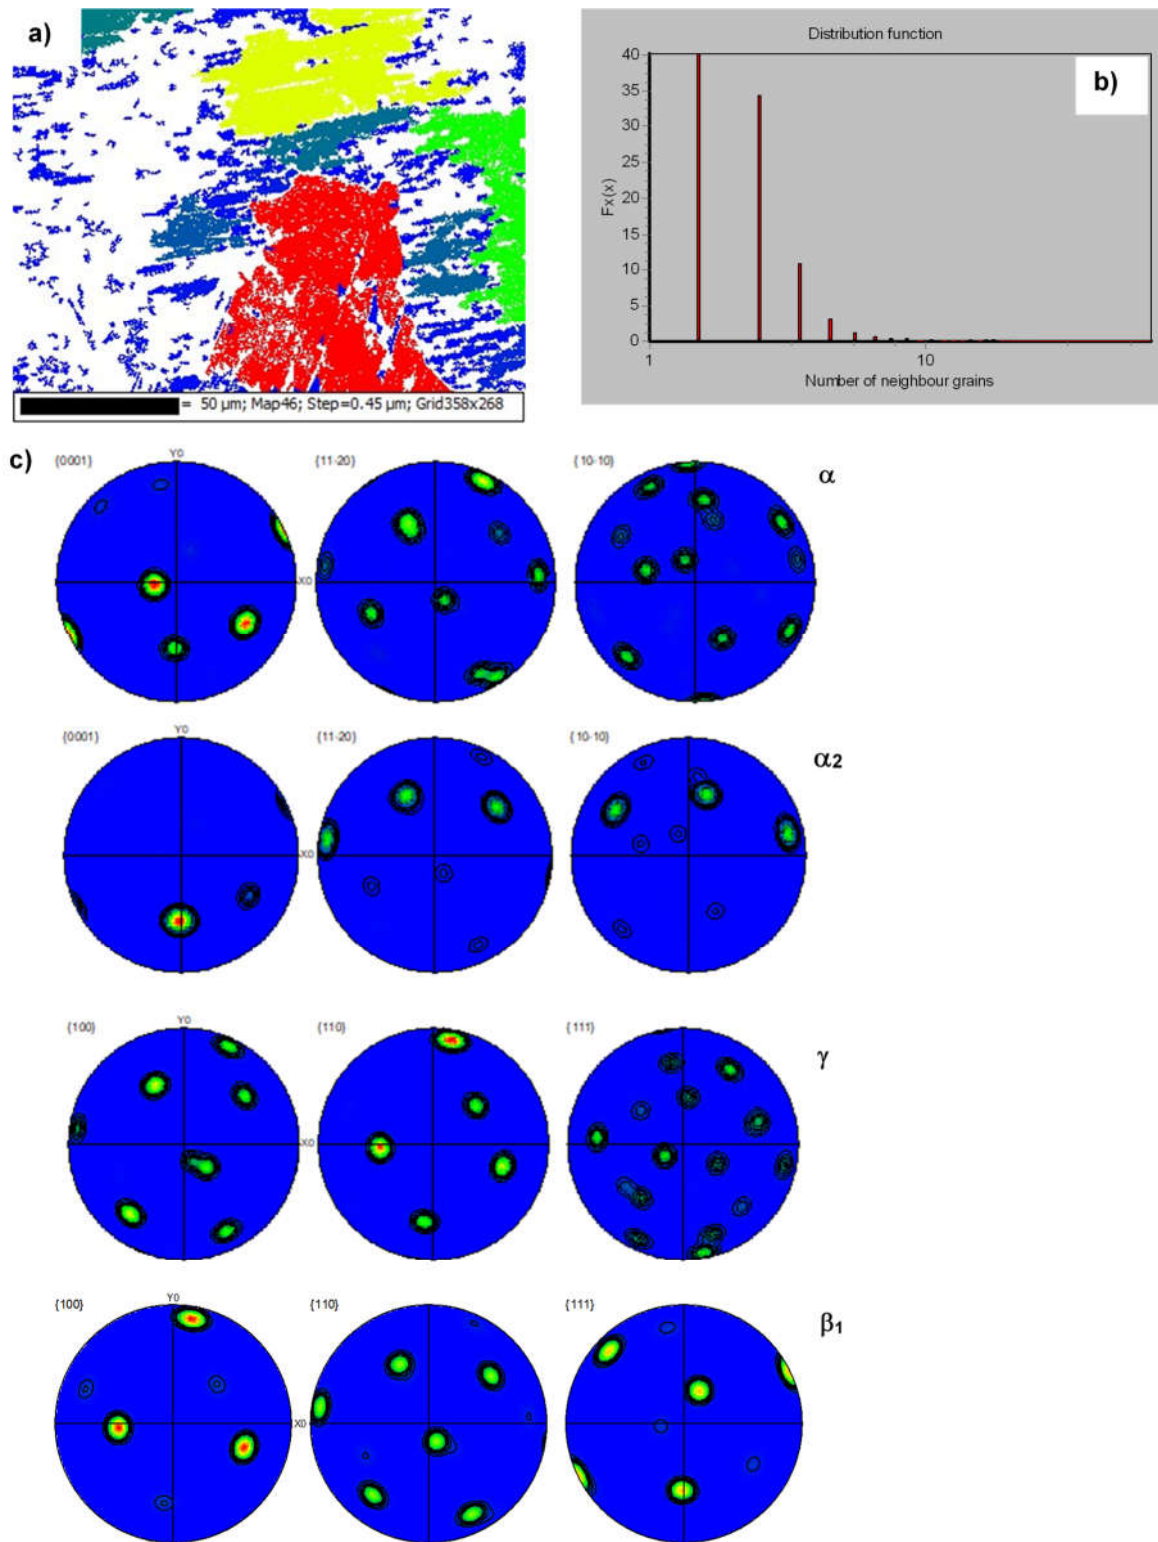 a)
= 50 µm; Map46; Step=0.45 µm; Grid358x268
Distribution function
b)
40
35
30
25
20
15
10
5
0
Fx(x)
1
10
Number of neighbour grains
c)
{0001}
Y0
X0
{11-20}
{10-10}
α
{0001}
Y0
X0
{11-20}
{10-10}
α2
{100}
Y0
X0
{110}
{111}
γ
{100}
Y0
X0
{110}
{111}
β1